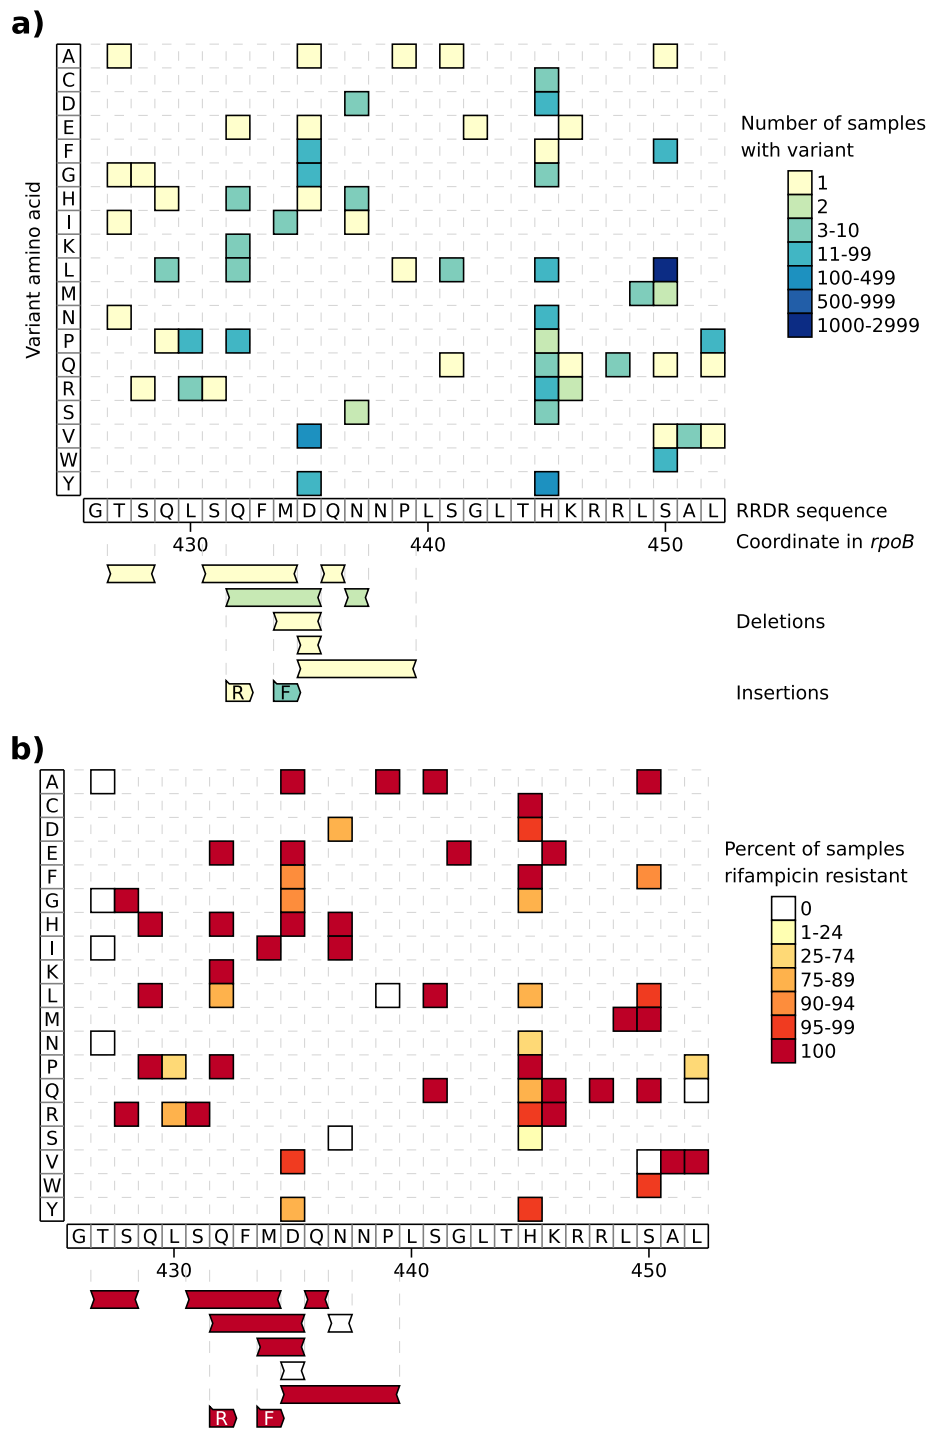 a)
Variant amino acid
A
C
D
E
F
G
H
I
K
L
M
N
P
Q
R
S
V
W
Y
Number of samples
with variant
1
2
3-10
11-99
100-499
500-999
1000-2999
G T S Q L S Q F M D Q N N P L S G L T H K R R L S A L RRDR sequence
430 440 450 Coordinate in rpoB
Deletions
R F Insertions
b)
A
C
D
E
F
G
H
I
K
L
M
N
P
Q
R
S
V
W
Y
Percent of samples
rifampicin resistant
0
1-24
25-74
75-89
90-94
95-99
100
G T S Q L S Q F M D Q N N P L S G L T H K R R L S A L
430 440 450
R F